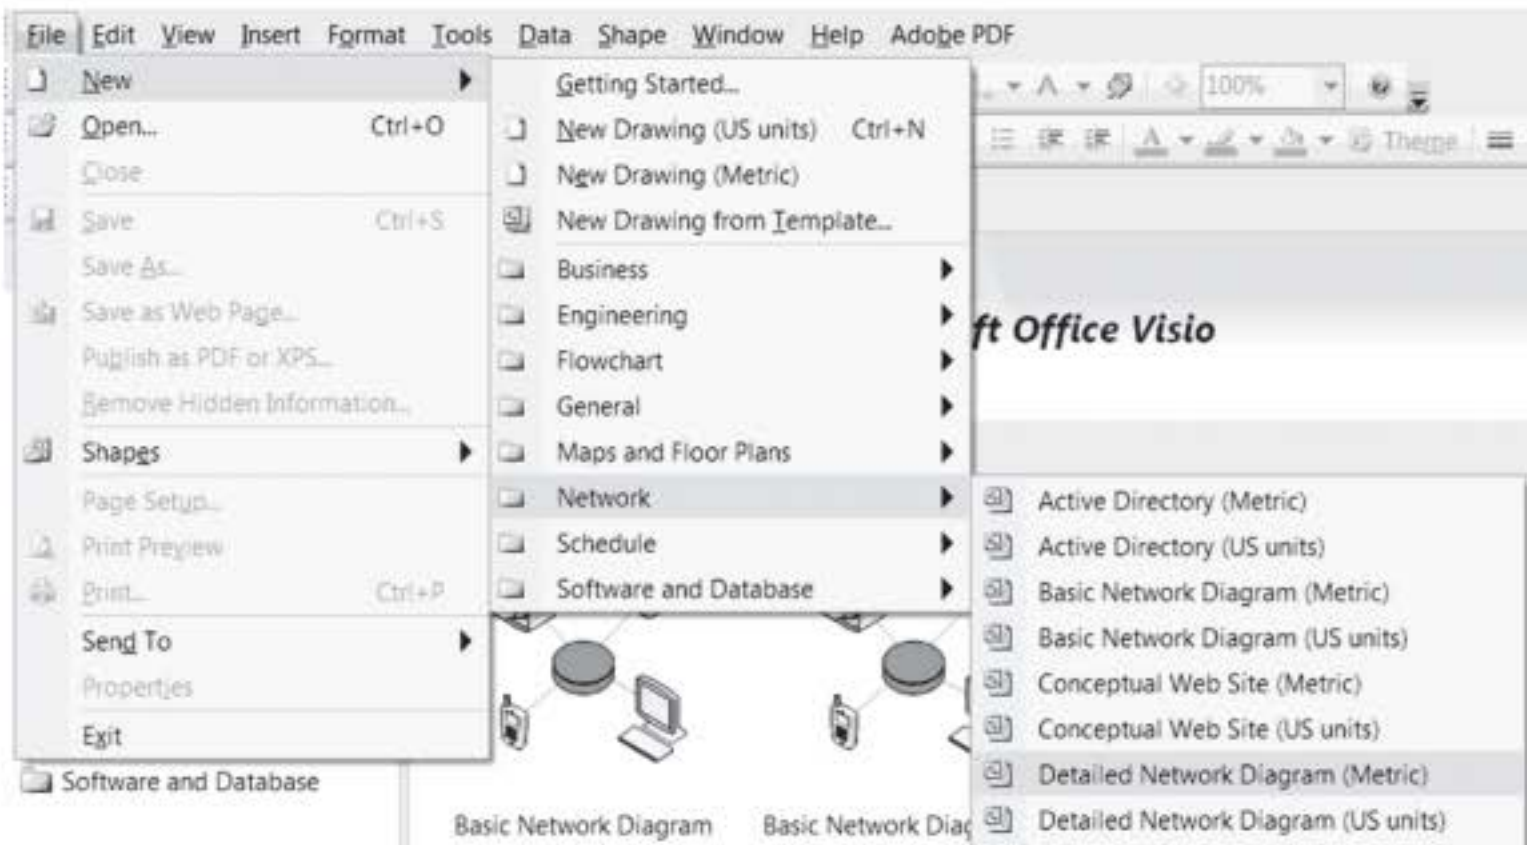 File Edit View Insert Format Tools Data Shape Window Help Adobe PDF
New
Open... Ctrl+O
Close
Save Ctrl+S
Save As...
Save as Web Page...
Publish as PDF or XPS...
Remove Hidden Information...
Shapes
Page Setup...
Print Preview
Print... Ctrl+P
Send To
Properties
Exit
Software and Database
Getting Started...
New Drawing (US units) Ctrl+N
New Drawing (Metric)
New Drawing from Template...
Business
Engineering
Flowchart
General
Maps and Floor Plans
Network
Schedule
Software and Database
Basic Network Diagram
Basic Network Diag
100%
A Theme
ft Office Visio
Active Directory (Metric)
Active Directory (US units)
Basic Network Diagram (Metric)
Basic Network Diagram (US units)
Conceptual Web Site (Metric)
Conceptual Web Site (US units)
Detailed Network Diagram (Metric)
Detailed Network Diagram (US units)